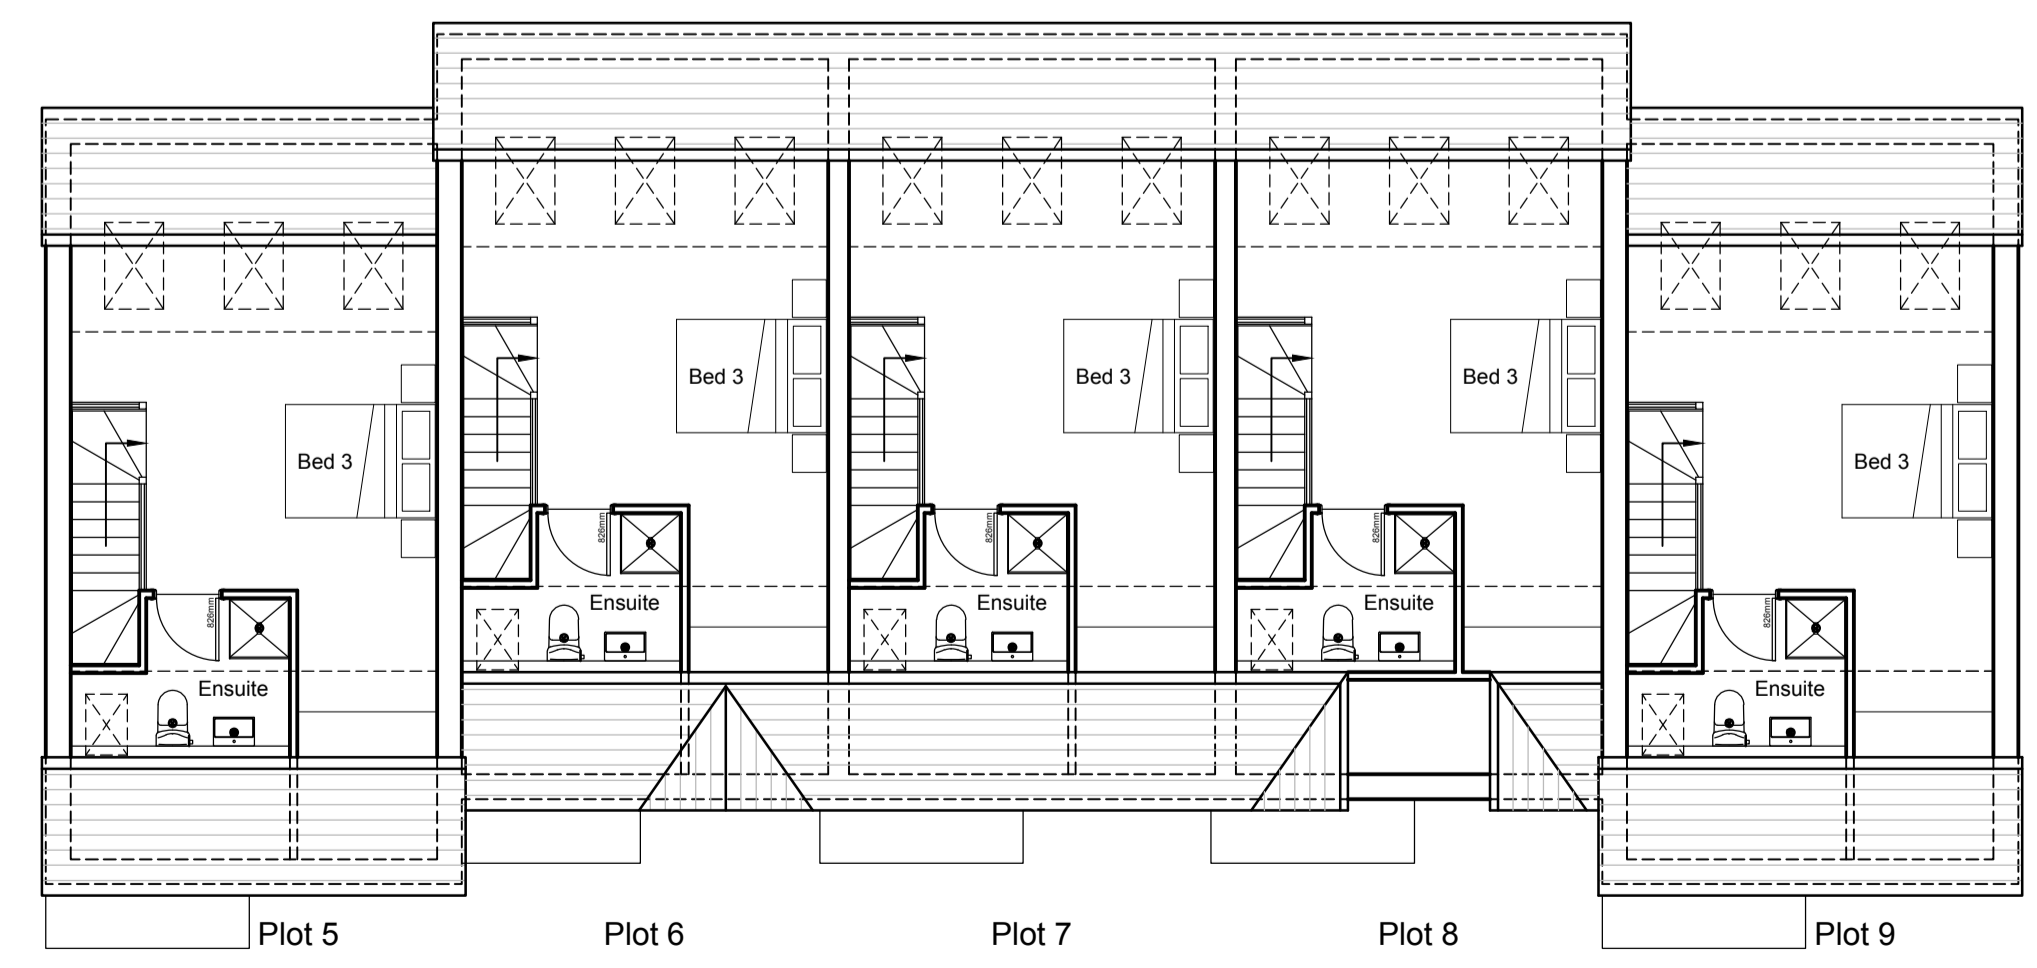 Bed 3
Bed 3
Bed 3
Bed 3
Bed 3
826mm
826mm
826mm
826mm
826mm
Ensuite
Ensuite
Ensuite
Ensuite
Ensuite
Plot 5
Plot 6
Plot 7
Plot 8
Plot 9